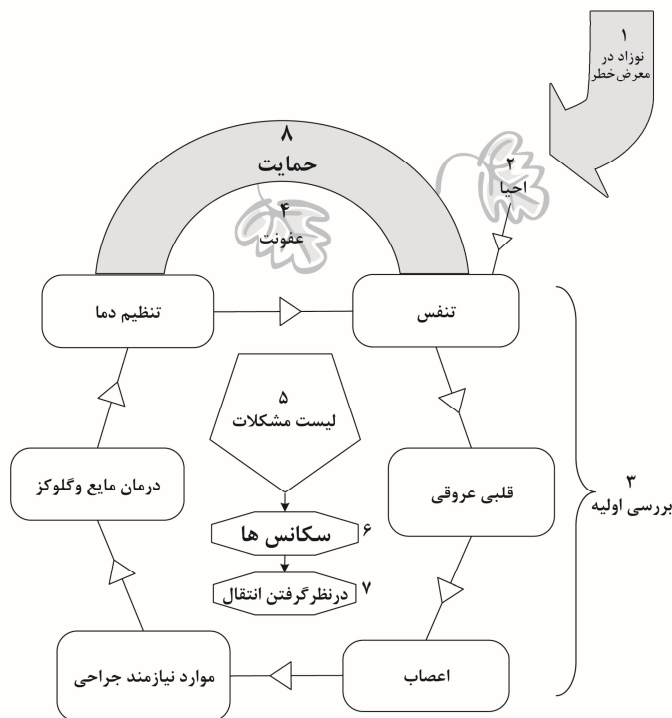 ۱
نوزاد در
معرض خطر
۲
احیا
۸
حمایت
۴
عفونت
تنفس
تنظیم دما
۵
لیست مشکلات
قلبی عروقی
درمان مایع وگلوکز
۳
بررسی اولیه
سکانس ها
۶
درنظرگرفتن انتقال
۷
اعصاب
موارد نیازمند جراحی